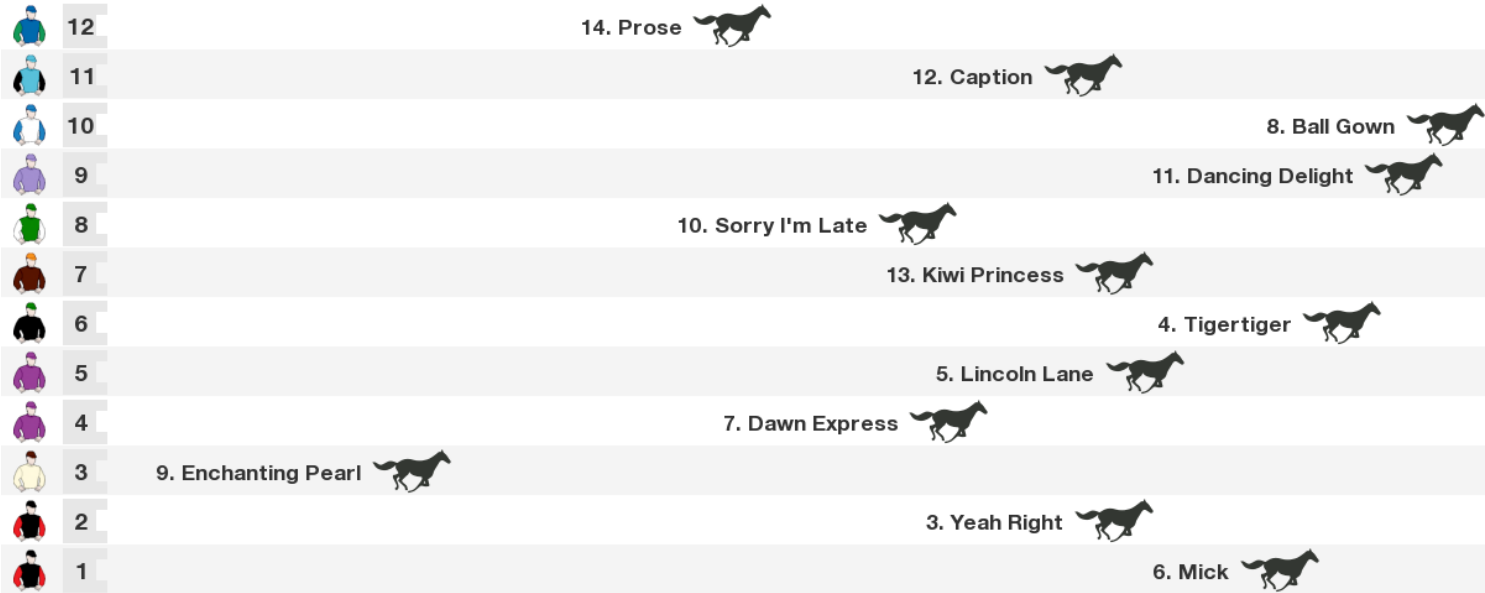 12 14. Prose
11 12. Caption
10 8. Ball Gown
9 11. Dancing Delight
8 10. Sorry I'm Late
7 13. Kiwi Princess
6 4. Tigertiger
5 5. Lincoln Lane
4 7. Dawn Express
3 9. Enchanting Pearl
2 3. Yeah Right
1 6. Mick